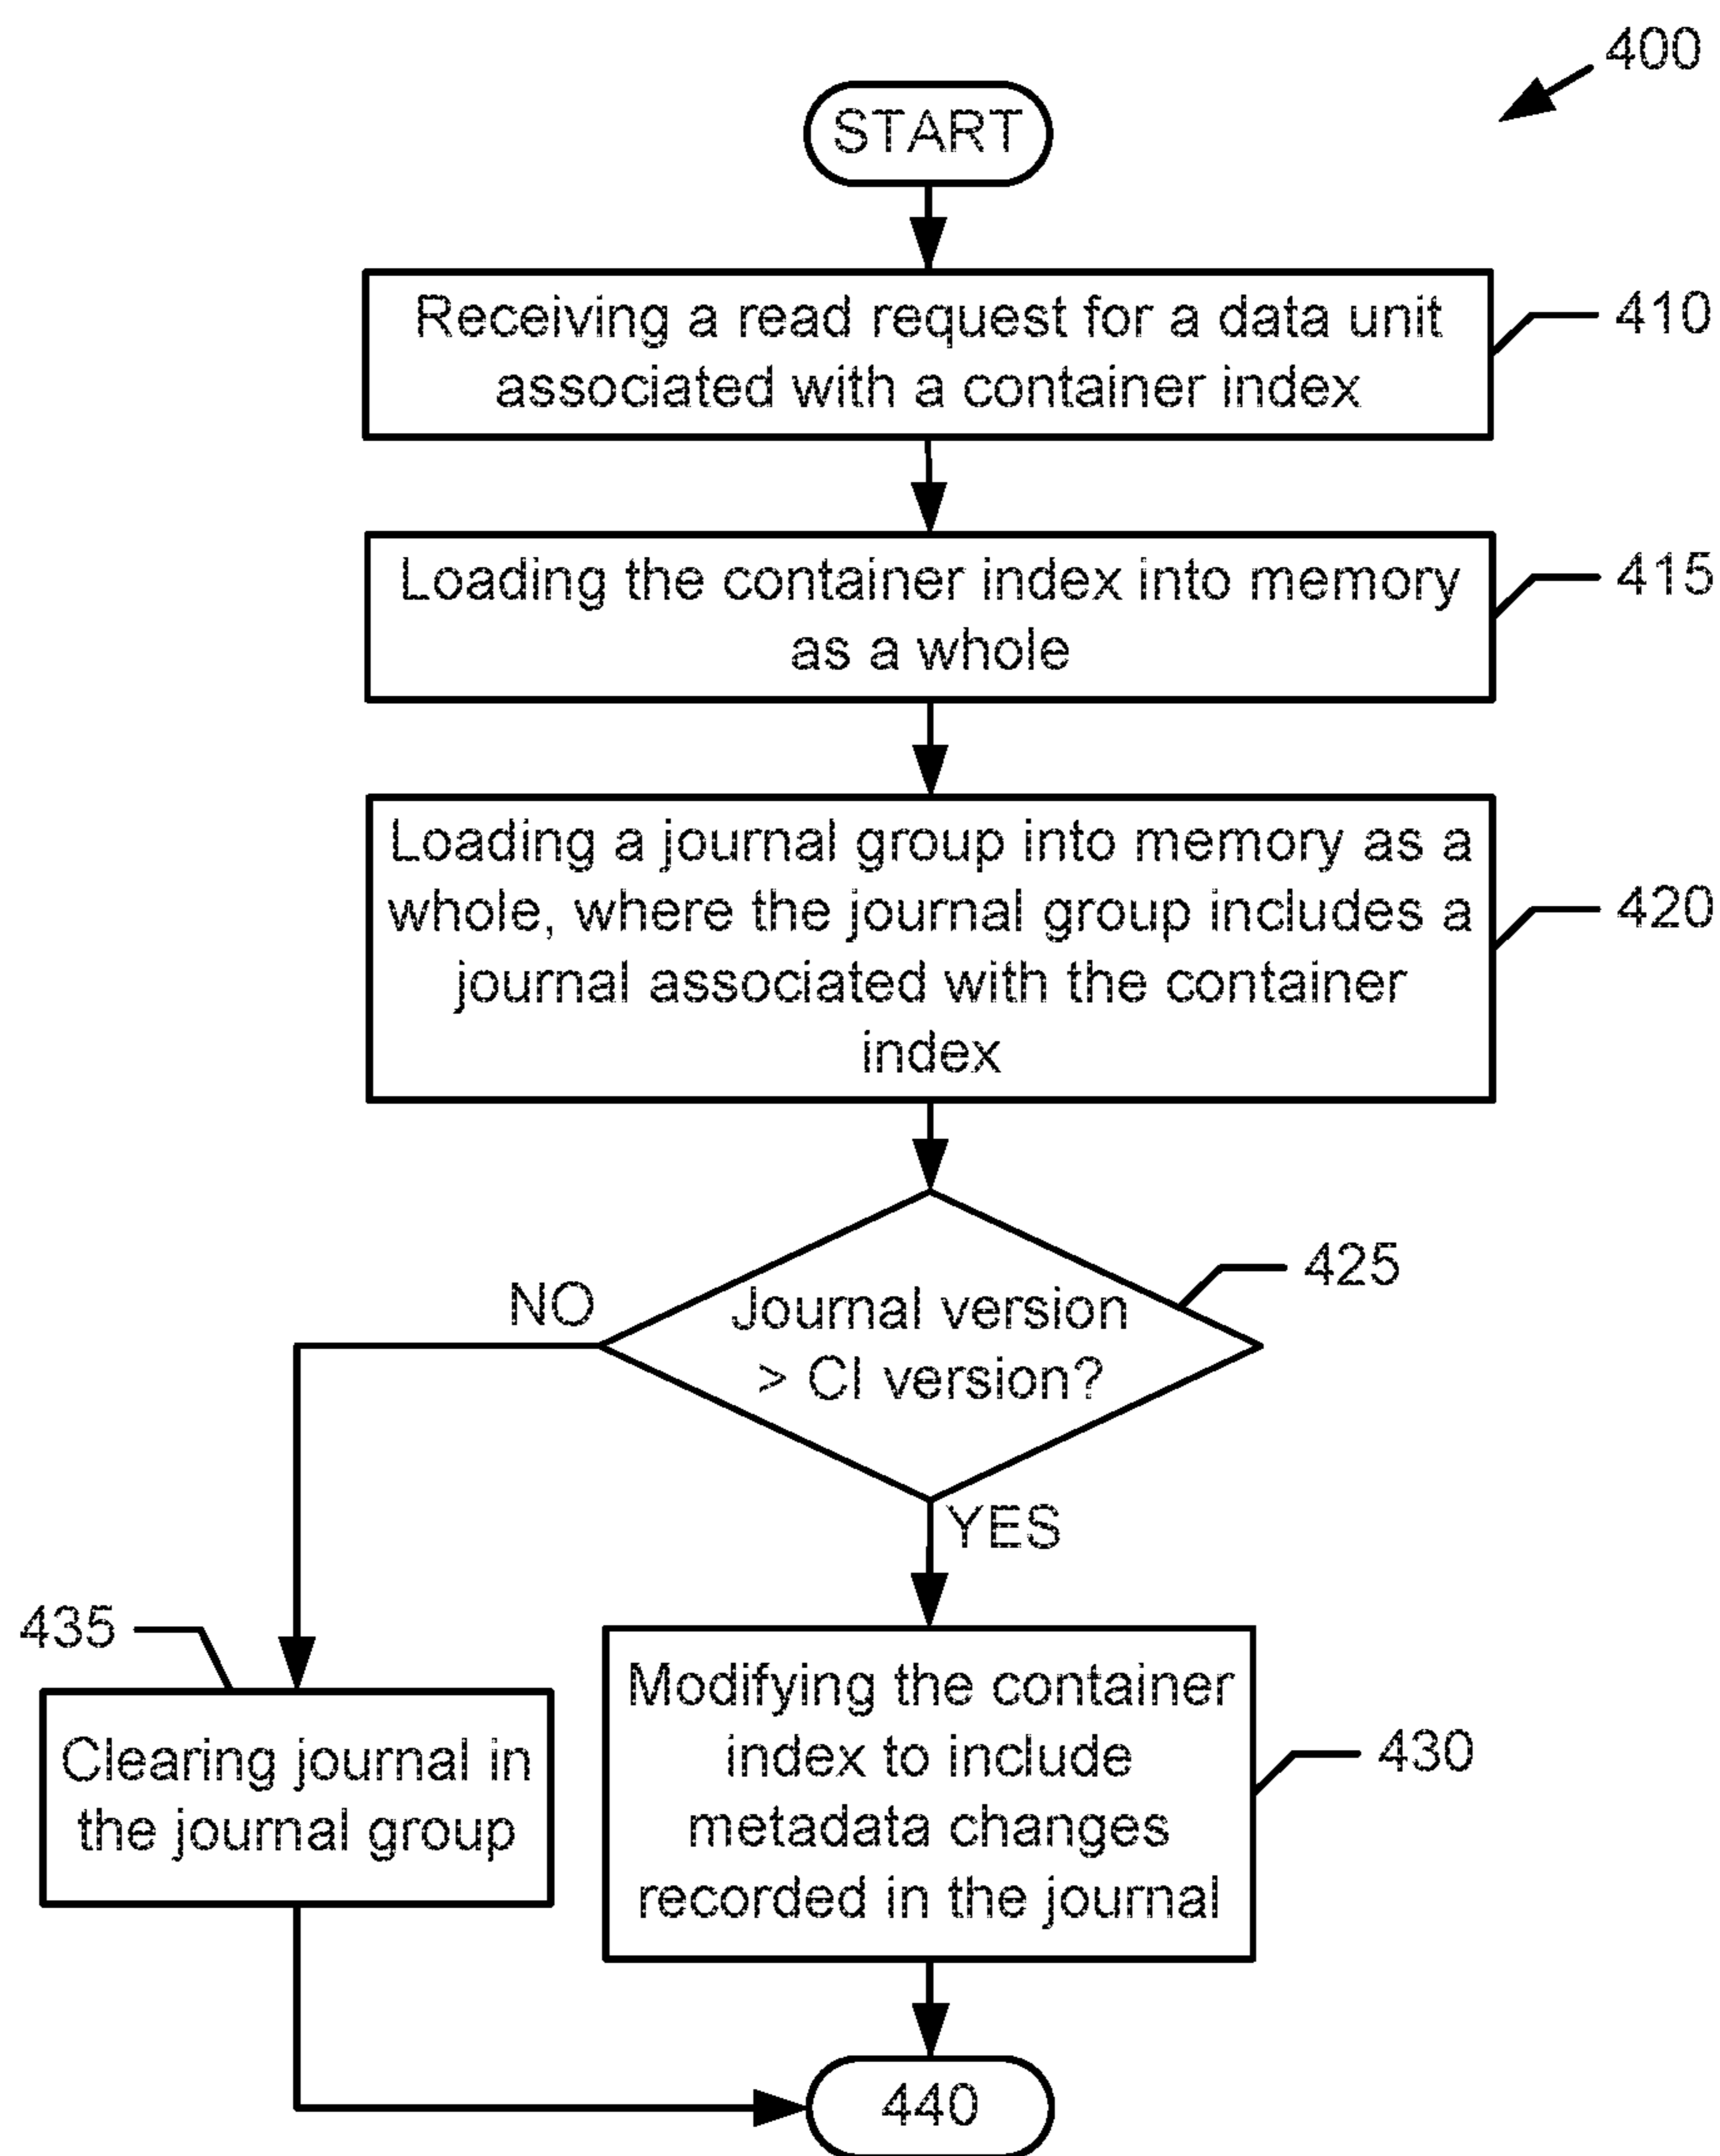 400
START
Receiving a read request for a data unit
associated with a container index
410
Loading the container index into memory
as a whole
415
Loading a journal group into memory as a
whole, where the journal group includes a
journal associated with the container
index
420
Journal version
> CI version?
425
NO
YES
435
Clearing journal in
the journal group
Modifying the container
index to include
metadata changes
recorded in the journal
430
440